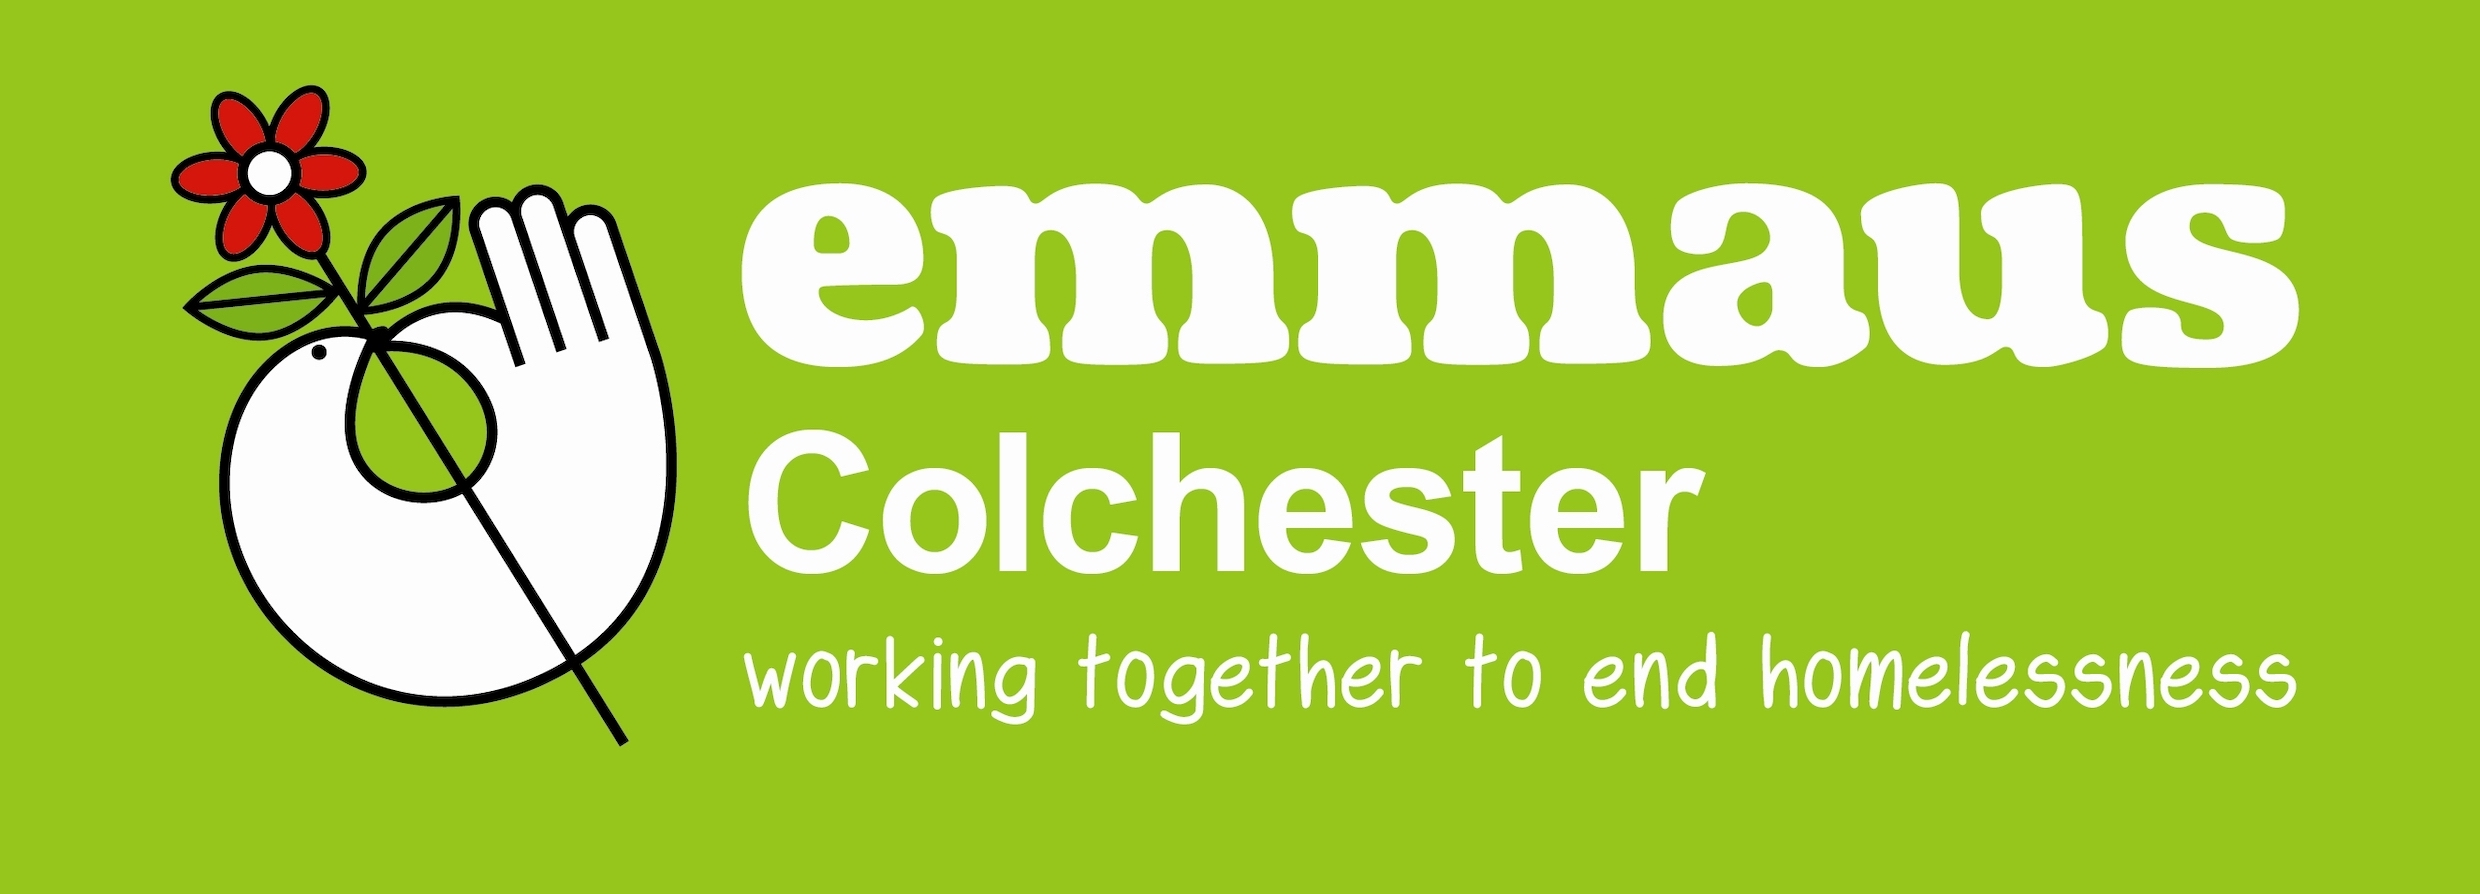 emmaus
Colchester
working together to end homelessness